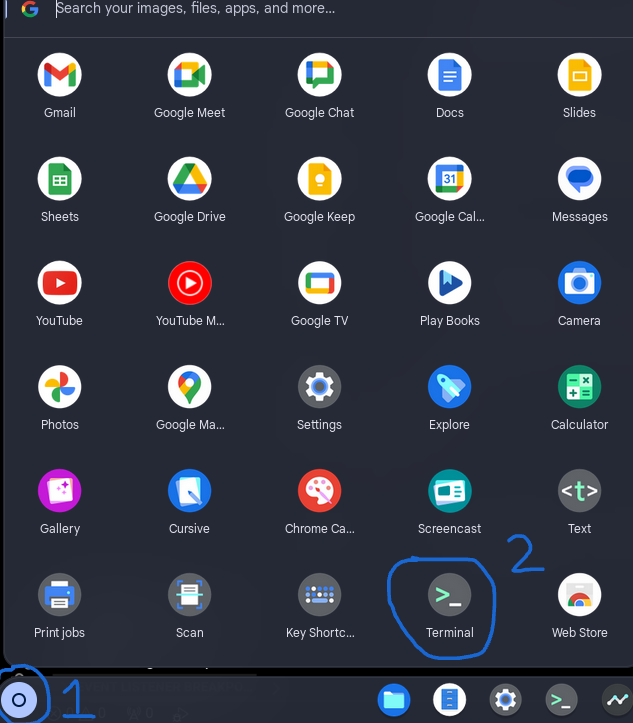 Search your images, files, apps, and more...
Gmail Google Meet Google Chat Docs Slides
31
Sheets Google Drive Google Keep Google Cal... Messages
YouTube YouTube M... Google TV Play Books Camera
Photos Google Ma... Settings Explore Calculator
<t>
Gallery Cursive Chrome Ca... Screencast Text
2
>_
Print jobs Scan Key Shortc... Terminal Web Store
1
>_